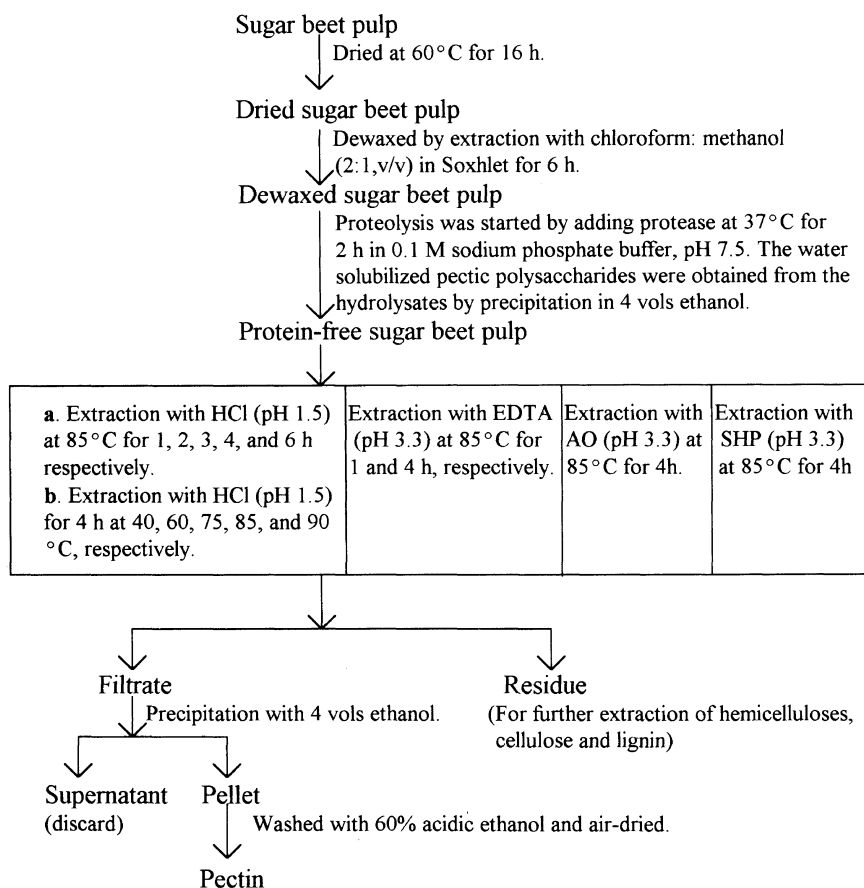 Sugar beet pulp
Dried at 60°C for 16 h.
Dried sugar beet pulp
Dewaxed by extraction with chloroform: methanol
(2:1,v/v) in Soxhlet for 6 h.
Dewaxed sugar beet pulp
Proteolysis was started by adding protease at 37°C for
2 h in 0.1 M sodium phosphate buffer, pH 7.5. The water
solubilized pectic polysaccharides were obtained from the
hydrolysates by precipitation in 4 vols ethanol.
Protein-free sugar beet pulp
a. Extraction with HCl (pH 1.5)
at 85°C for 1, 2, 3, 4, and 6 h
respectively.
b. Extraction with HCl (pH 1.5)
for 4 h at 40, 60, 75, 85, and 90
°C, respectively.
Extraction with EDTA
(pH 3.3) at 85°C for
1 and 4 h, respectively.
Extraction with
AO (pH 3.3) at
85°C for 4h.
Extraction with
SHP (pH 3.3)
at 85°C for 4h
Filtrate
Precipitation with 4 vols ethanol.
Residue
(For further extraction of hemicelluloses,
cellulose and lignin)
Supernatant
(discard)
Pellet
Washed with 60% acidic ethanol and air-dried.
Pectin